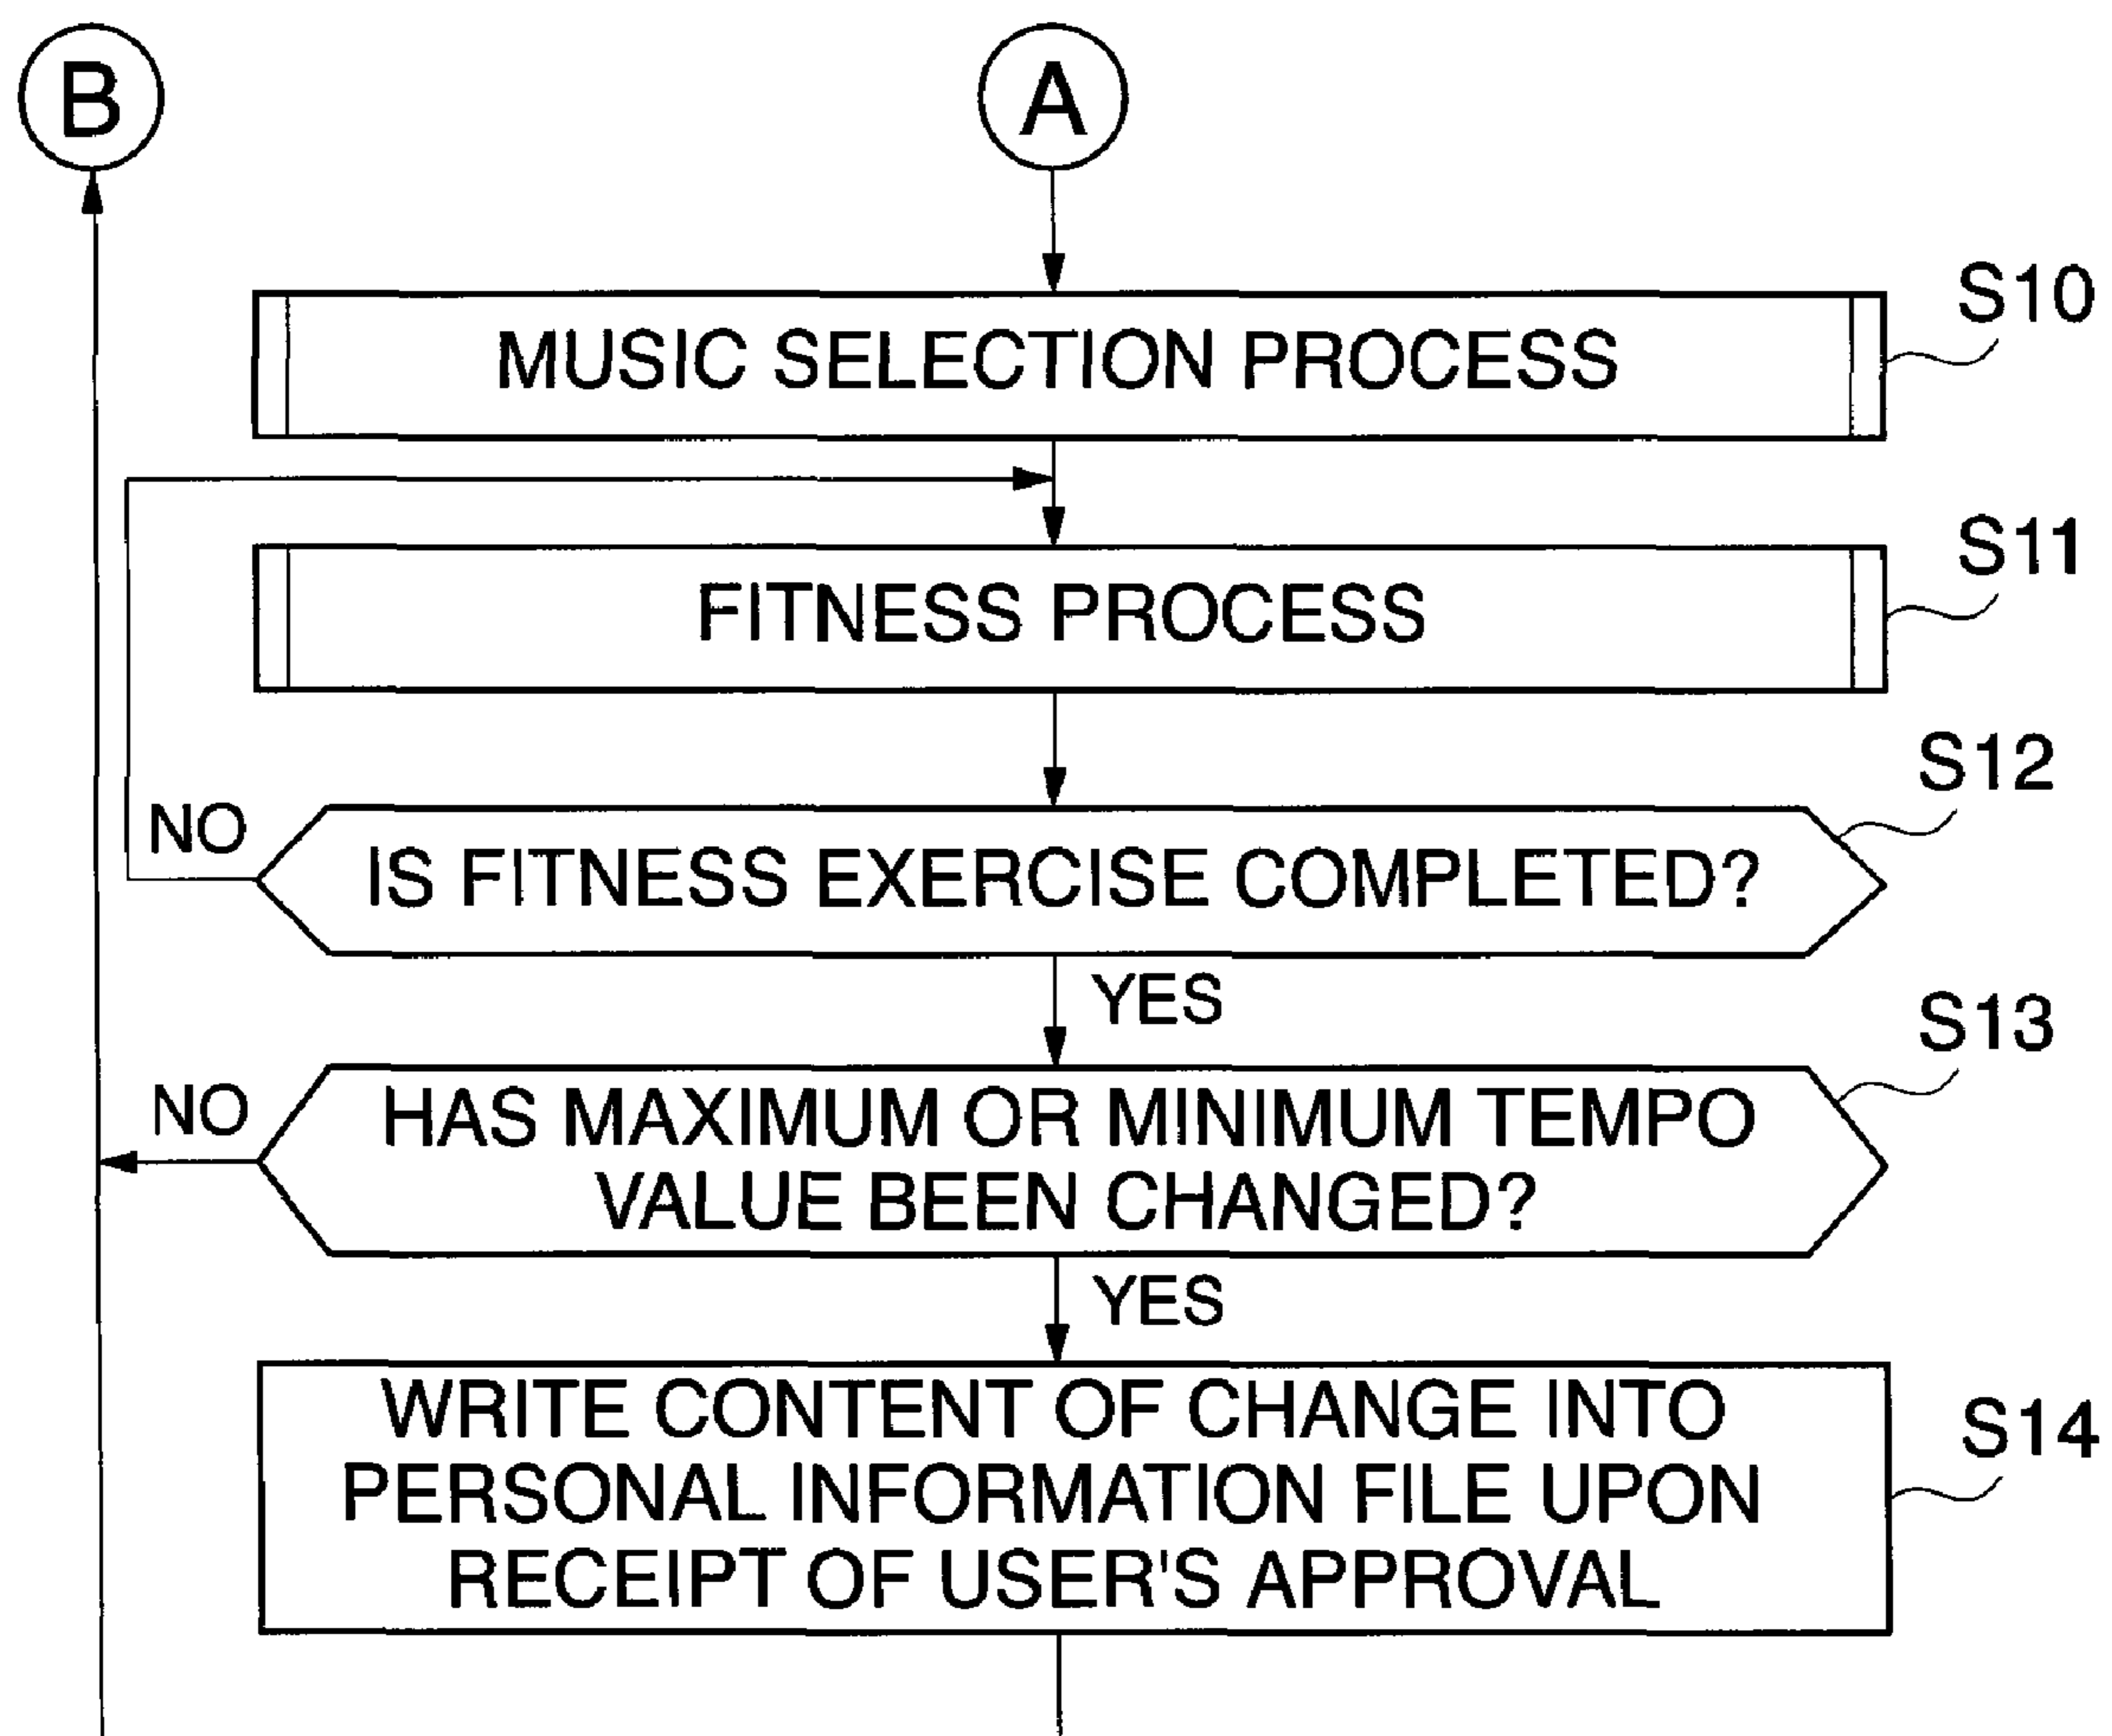 B
A
S10
MUSIC SELECTION PROCESS
S11
FITNESS PROCESS
S12
NO
IS FITNESS EXERCISE COMPLETED?
YES
S13
NO
HAS MAXIMUM OR MINIMUM TEMPO
VALUE BEEN CHANGED?
YES
WRITE CONTENT OF CHANGE INTO
S14
PERSONAL INFORMATION FILE UPON
RECEIPT OF USER'S APPROVAL